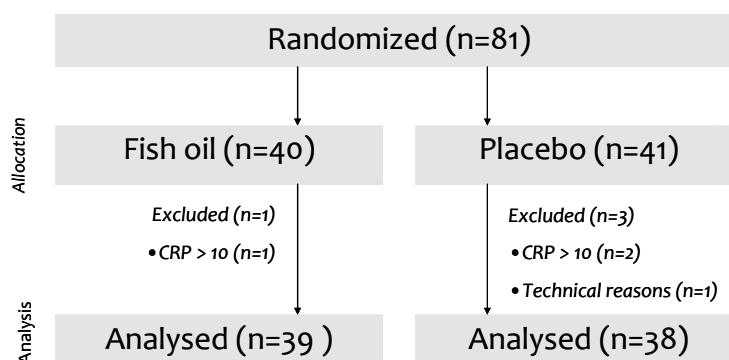 Randomized (n=81)
Allocation
Fish oil (n=40)
Placebo (n=41)
Excluded (n=1)
•CRP > 10 (n=1)
Excluded (n=3)
•CRP > 10 (n=2)
•Technical reasons (n=1)
Analysis
Analysed (n=39 )
Analysed (n=38)